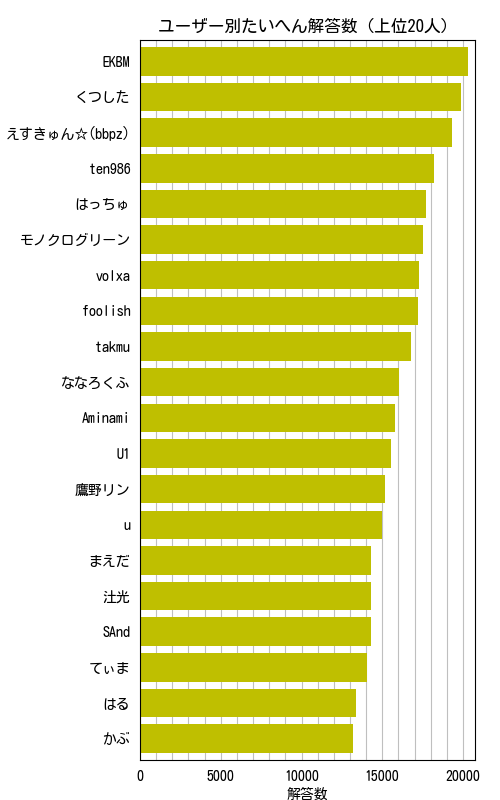 ユーザー別たいへん解答数 (上位20人)
EKBM
くつした
えすきゅん☆(bbpz)
ten986
はっちゅ
モノクログリーン
volxa
foolish
takmu
ななろくふ
Aminami
U1
鷹野リン
u
まえだ
辻光
SAnd
てぃま
はる
かぶ
0 5000 10000 15000 20000
解答数